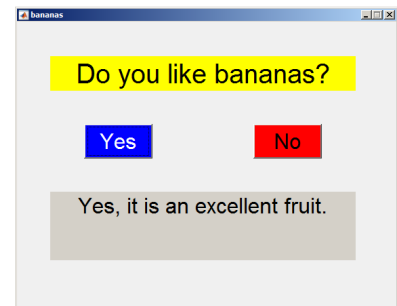 bananas
Do you like bananas?
Yes
No
Yes, it is an excellent fruit.